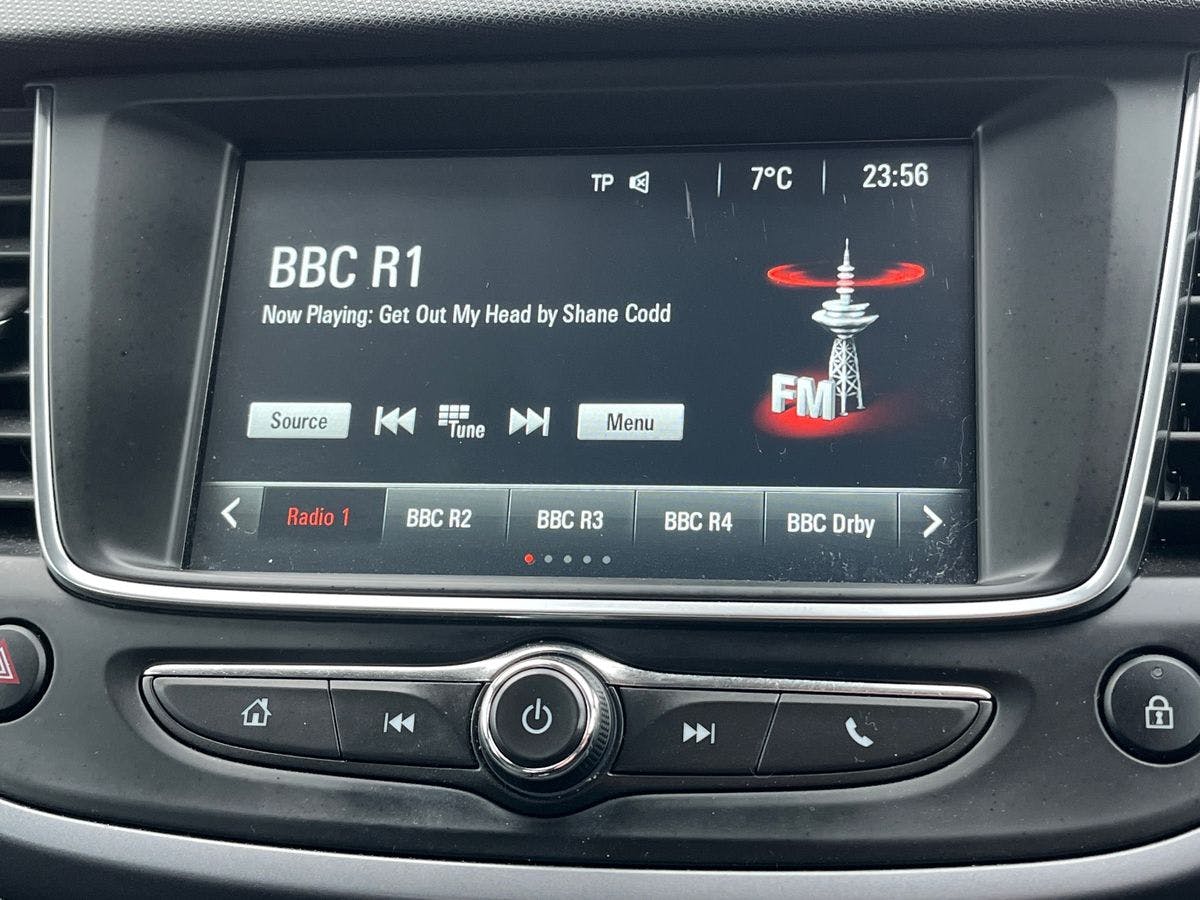 TP 7°C 23:56
BBC R1
Now Playing: Get Out My Head by Shane Codd
FM
Source Tune Menu
Radio 1 BBC R2 BBC R3 BBC R4 BBC Drby